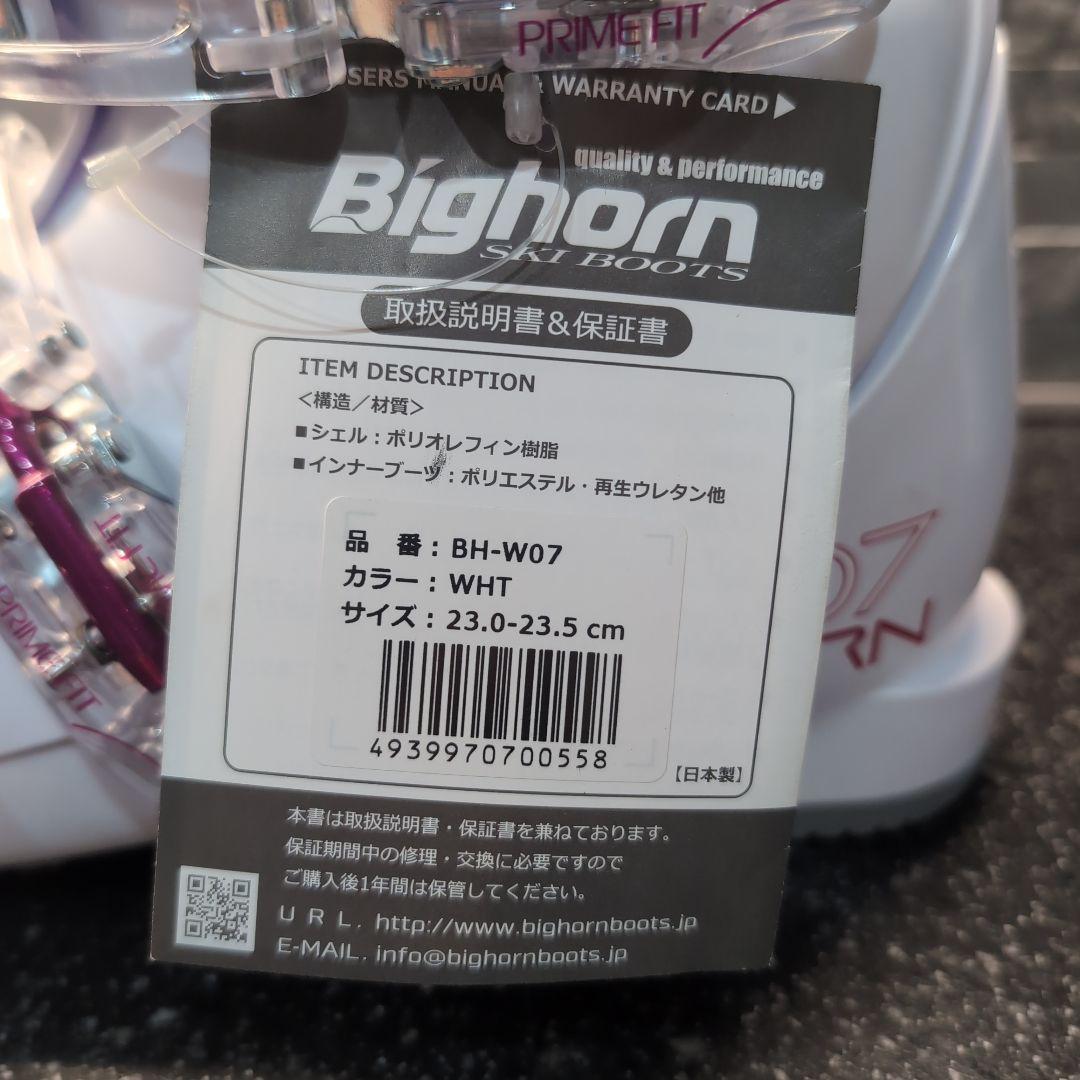 PRIME FIT
USERS MANUAL & WARRANTY CARD▶
quality & performance
Bighorn
SKI BOOTS
取扱説明書&保証書
ITEM DESCRIPTION
<構造/材質>
■シェル:ポリオレフィン樹脂
■インナーブーツ:ポリエステル・再生ウレタン他
品 番:BH-W07
カラー:WHT
サイズ:23.0-23.5 cm
4939970700558
【日本製】
本書は取扱説明書・保証書を兼ねております。
保証期間中の修理・交換に必要ですので
ご購入後1年間は保管してください。
U R L. http://www.bighornboots.jp
E-MAIL. info@bighornboots.jp
PRIME FIT
07
RN